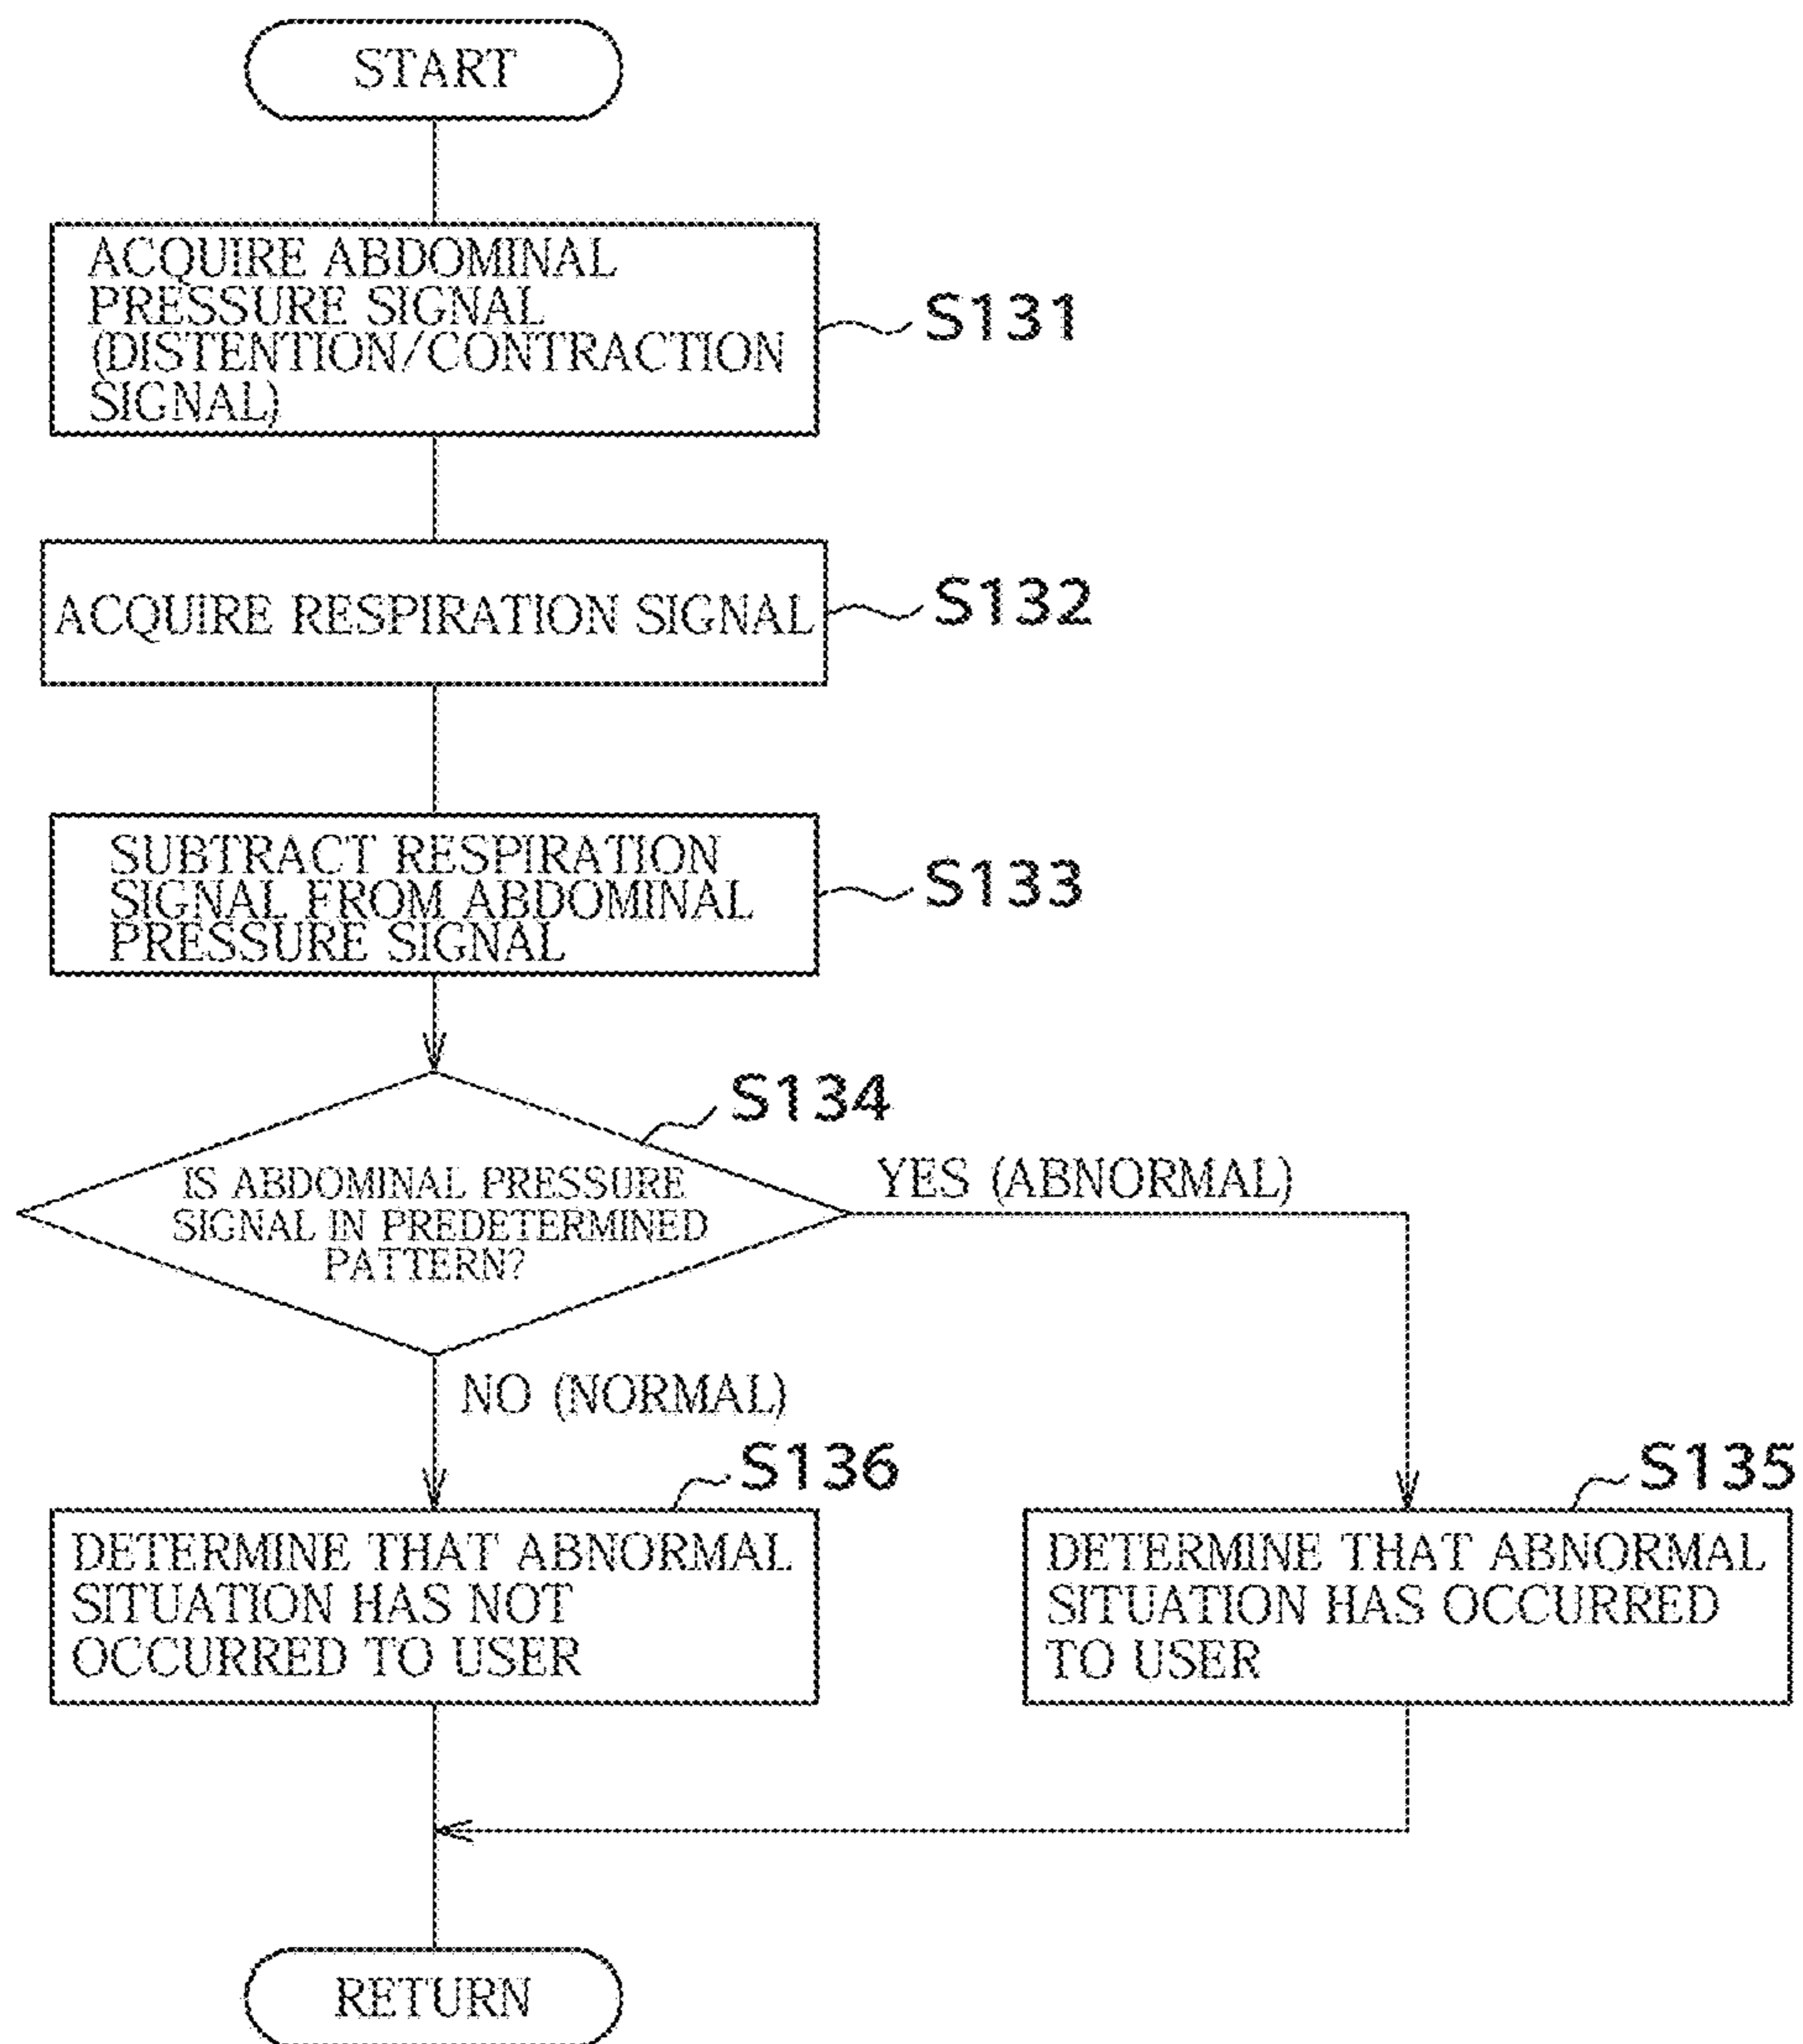 START
ACQUIRE ABDOMINAL
PRESSURE SIGNAL
(DISTENTION/CONTRACTION
SIGNAL)
S131
ACQUIRE RESPIRATION SIGNAL
S132
SUBTRACT RESPIRATION
SIGNAL FROM ABDOMINAL
PRESSURE SIGNAL
S133
S134
IS ABDOMINAL PRESSURE
SIGNAL IN PREDETERMINED
PATTERN?
YES (ABNORMAL)
NO (NORMAL)
S136
DETERMINE THAT ABNORMAL
SITUATION HAS NOT
OCCURRED TO USER
S135
DETERMINE THAT ABNORMAL
SITUATION HAS OCCURRED
TO USER
RETURN